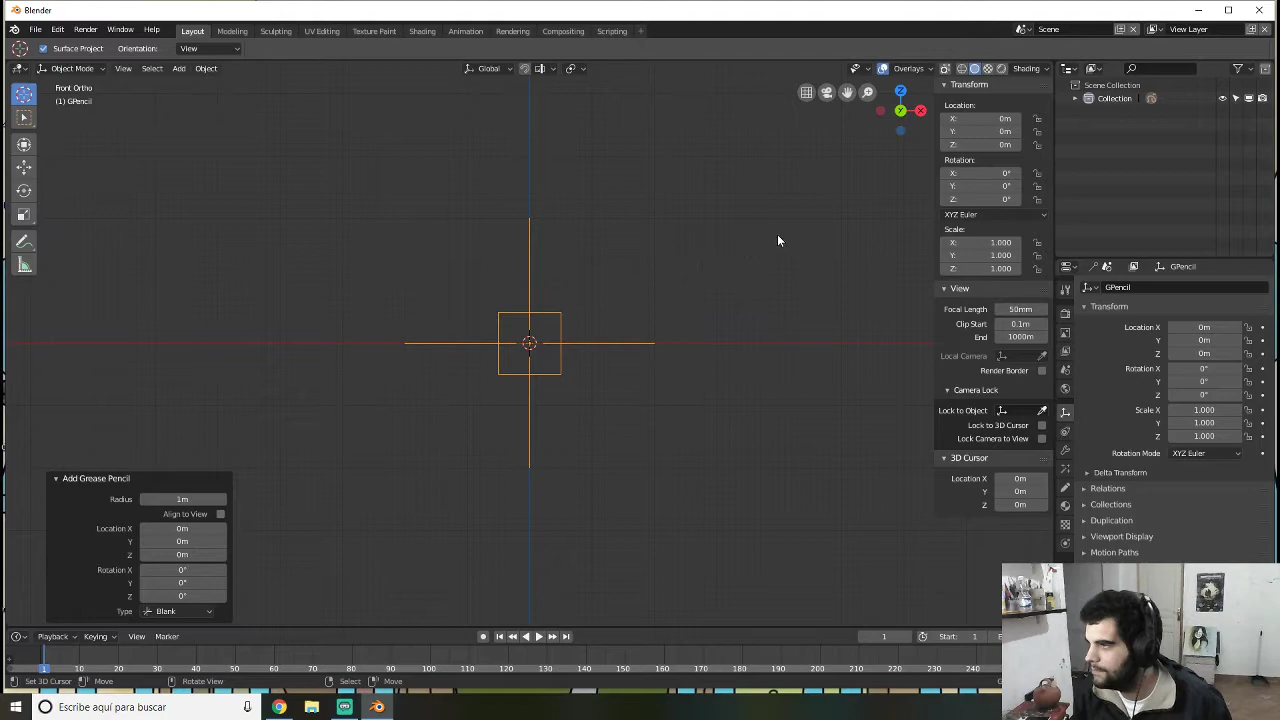 Blender
File Edit Render Window Help Layout Modeling Sculpting UV Editing Texture Paint Shading Animation Rendering Compositing Scripting + Scene View Layer
Surface Project Orientation: View
Object Mode View Select Add Object Global Overlays Shading
Front Ortho
(1) GPencil
Z
Y
X
Transform
Location:
X: 0m
Y: 0m
Z: 0m
Rotation:
X: 0°
Y: 0°
Z: 0°
XYZ Euler
Scale:
X: 1.000
Y: 1.000
Z: 1.000
View
Focal Length 50mm
Clip Start 0.1m
End 1000m
Local Camera
Render Border
Camera Lock
Lock to Object
Lock to 3D Cursor
Lock Camera to View
3D Cursor
Location X 0m
Y 0m
Z 0m
Scene Collection
Collection
GPencil
GPencil
Transform
Location X 0m
Y 0m
Z 0m
Rotation X 0°
Y 0°
Z 0°
Scale X 1.000
Y 1.000
Z 1.000
Rotation Mode XYZ Euler
Delta Transform
Relations
Collections
Duplication
Viewport Display
Motion Paths
Add Grease Pencil
Radius 1m
Align to View
Location X 0m
Y 0m
Z 0m
Rotation X 0°
Y 0°
Z 0°
Type Blank
Playback Keying View Marker 1 Start: 1
1 10 20 30 40 50 60 70 80 90 100 110 120 130 140 150 160 170 180 190 200 210 220 230 240
Set 3D Cursor Move Rotate View Select Move
Escribe aquí para buscar